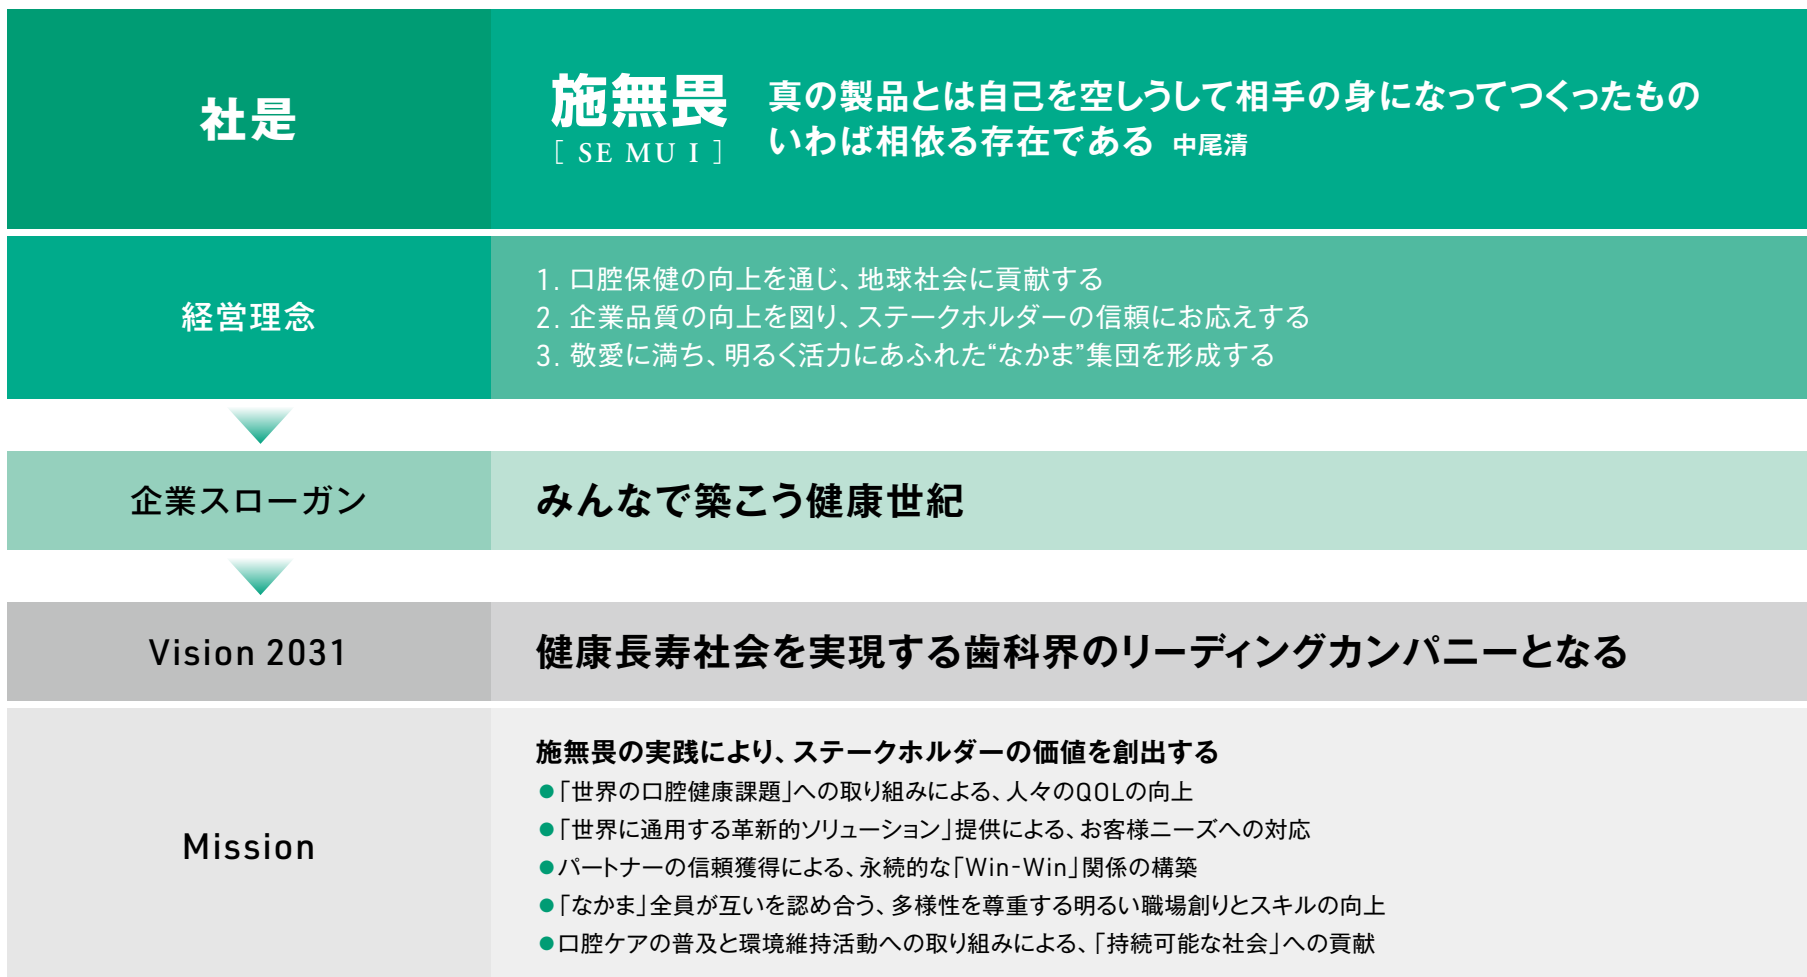 社是
施無畏
[ SE MU I ]
真の製品とは自己を空しうして相手の身になってつくったもの
いわば相依る存在である 中尾清
経営理念
1. 口腔保健の向上を通じ、地球社会に貢献する
2. 企業品質の向上を図り、ステークホルダーの信頼にお応えする
3. 敬愛に満ち、明るく活力にあふれた“なかま”集団を形成する
企業スローガン
みんなで築こう健康世紀
Vision 2031
健康長寿社会を実現する歯科界のリーディングカンパニーとなる
Mission
施無畏の実践により、ステークホルダーの価値を創出する
●「世界の口腔健康課題」への取り組みによる、人々のQOLの向上
●「世界に通用する革新的ソリューション」提供による、お客様ニーズへの対応
●パートナーの信頼獲得による、永続的な「Win-Win」関係の構築
●「なかま」全員が互いを認め合う、多様性を尊重する明るい職場創りとスキルの向上
●口腔ケアの普及と環境維持活動への取り組みによる、「持続可能な社会」への貢献